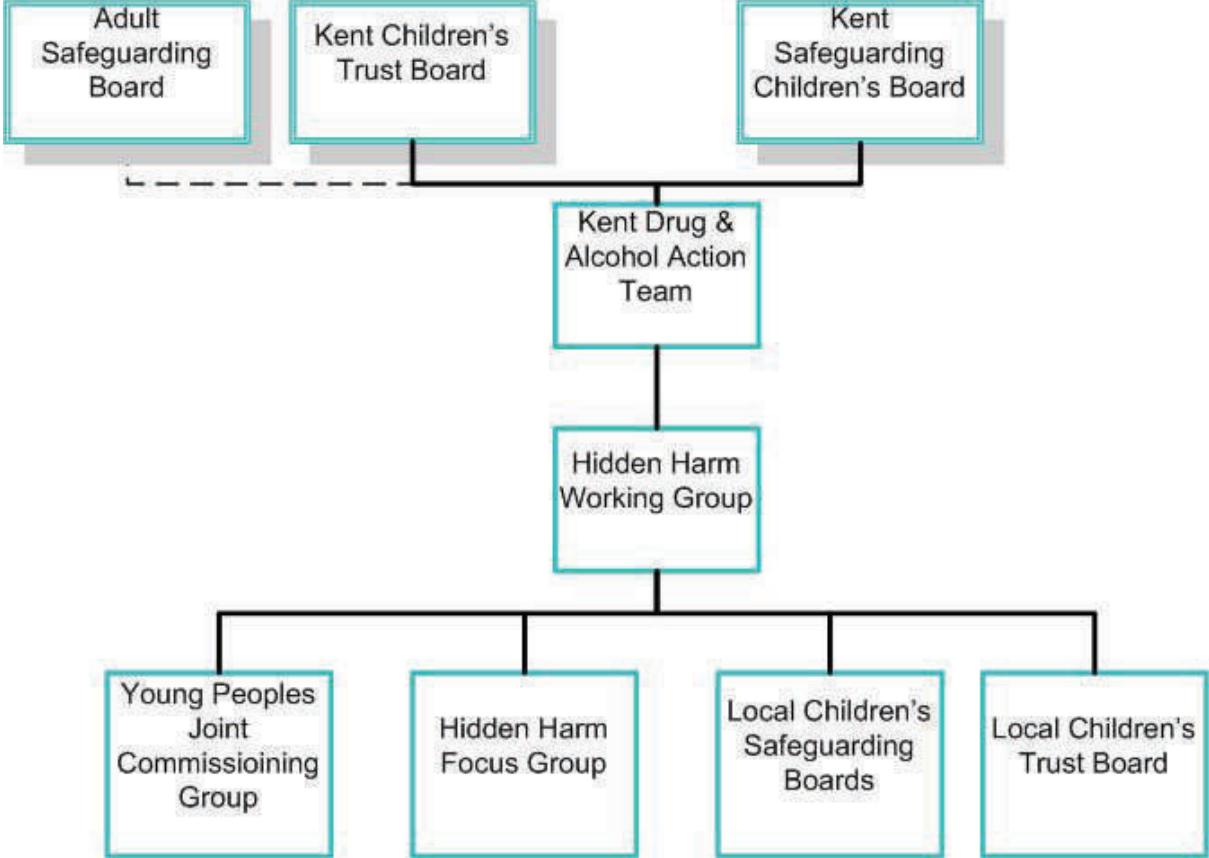 Adult
Safeguarding
Board
Kent Children's
Trust Board
Kent
Safeguarding
Children's Board
Kent Drug &
Alcohol Action
Team
Hidden Harm
Working Group
Young Peoples
Joint
Commissioining
Group
Hidden Harm
Focus Group
Local Children's
Safeguarding
Boards
Local Children's
Trust Board